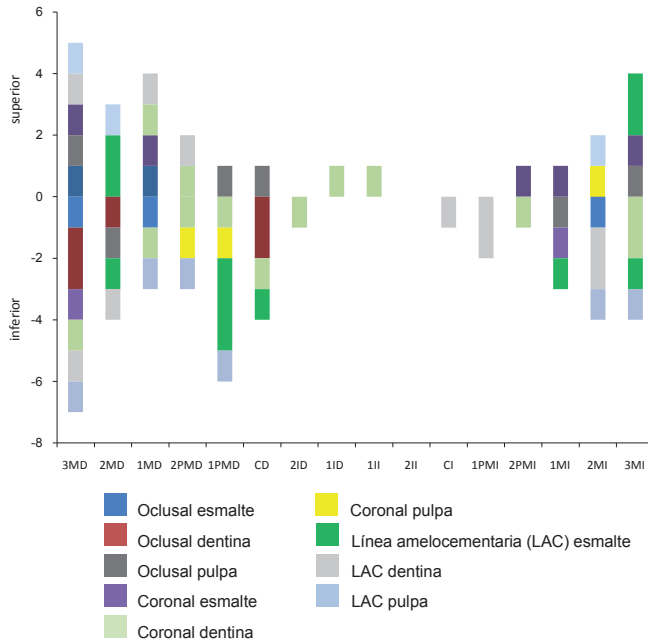 6
4
2
0
-2
-4
-6
-8
superior
inferior
3MD 2MD 1MD 2PMD 1PMD CD 2ID 1ID 1II 2II CI 1PMI 2PMI 1MI 2MI 3MI
Oclusal esmalte
Oclusal dentina
Oclusal pulpa
Coronal esmalte
Coronal dentina
Coronal pulpa
Línea amelocementaria (LAC) esmalte
LAC dentina
LAC pulpa